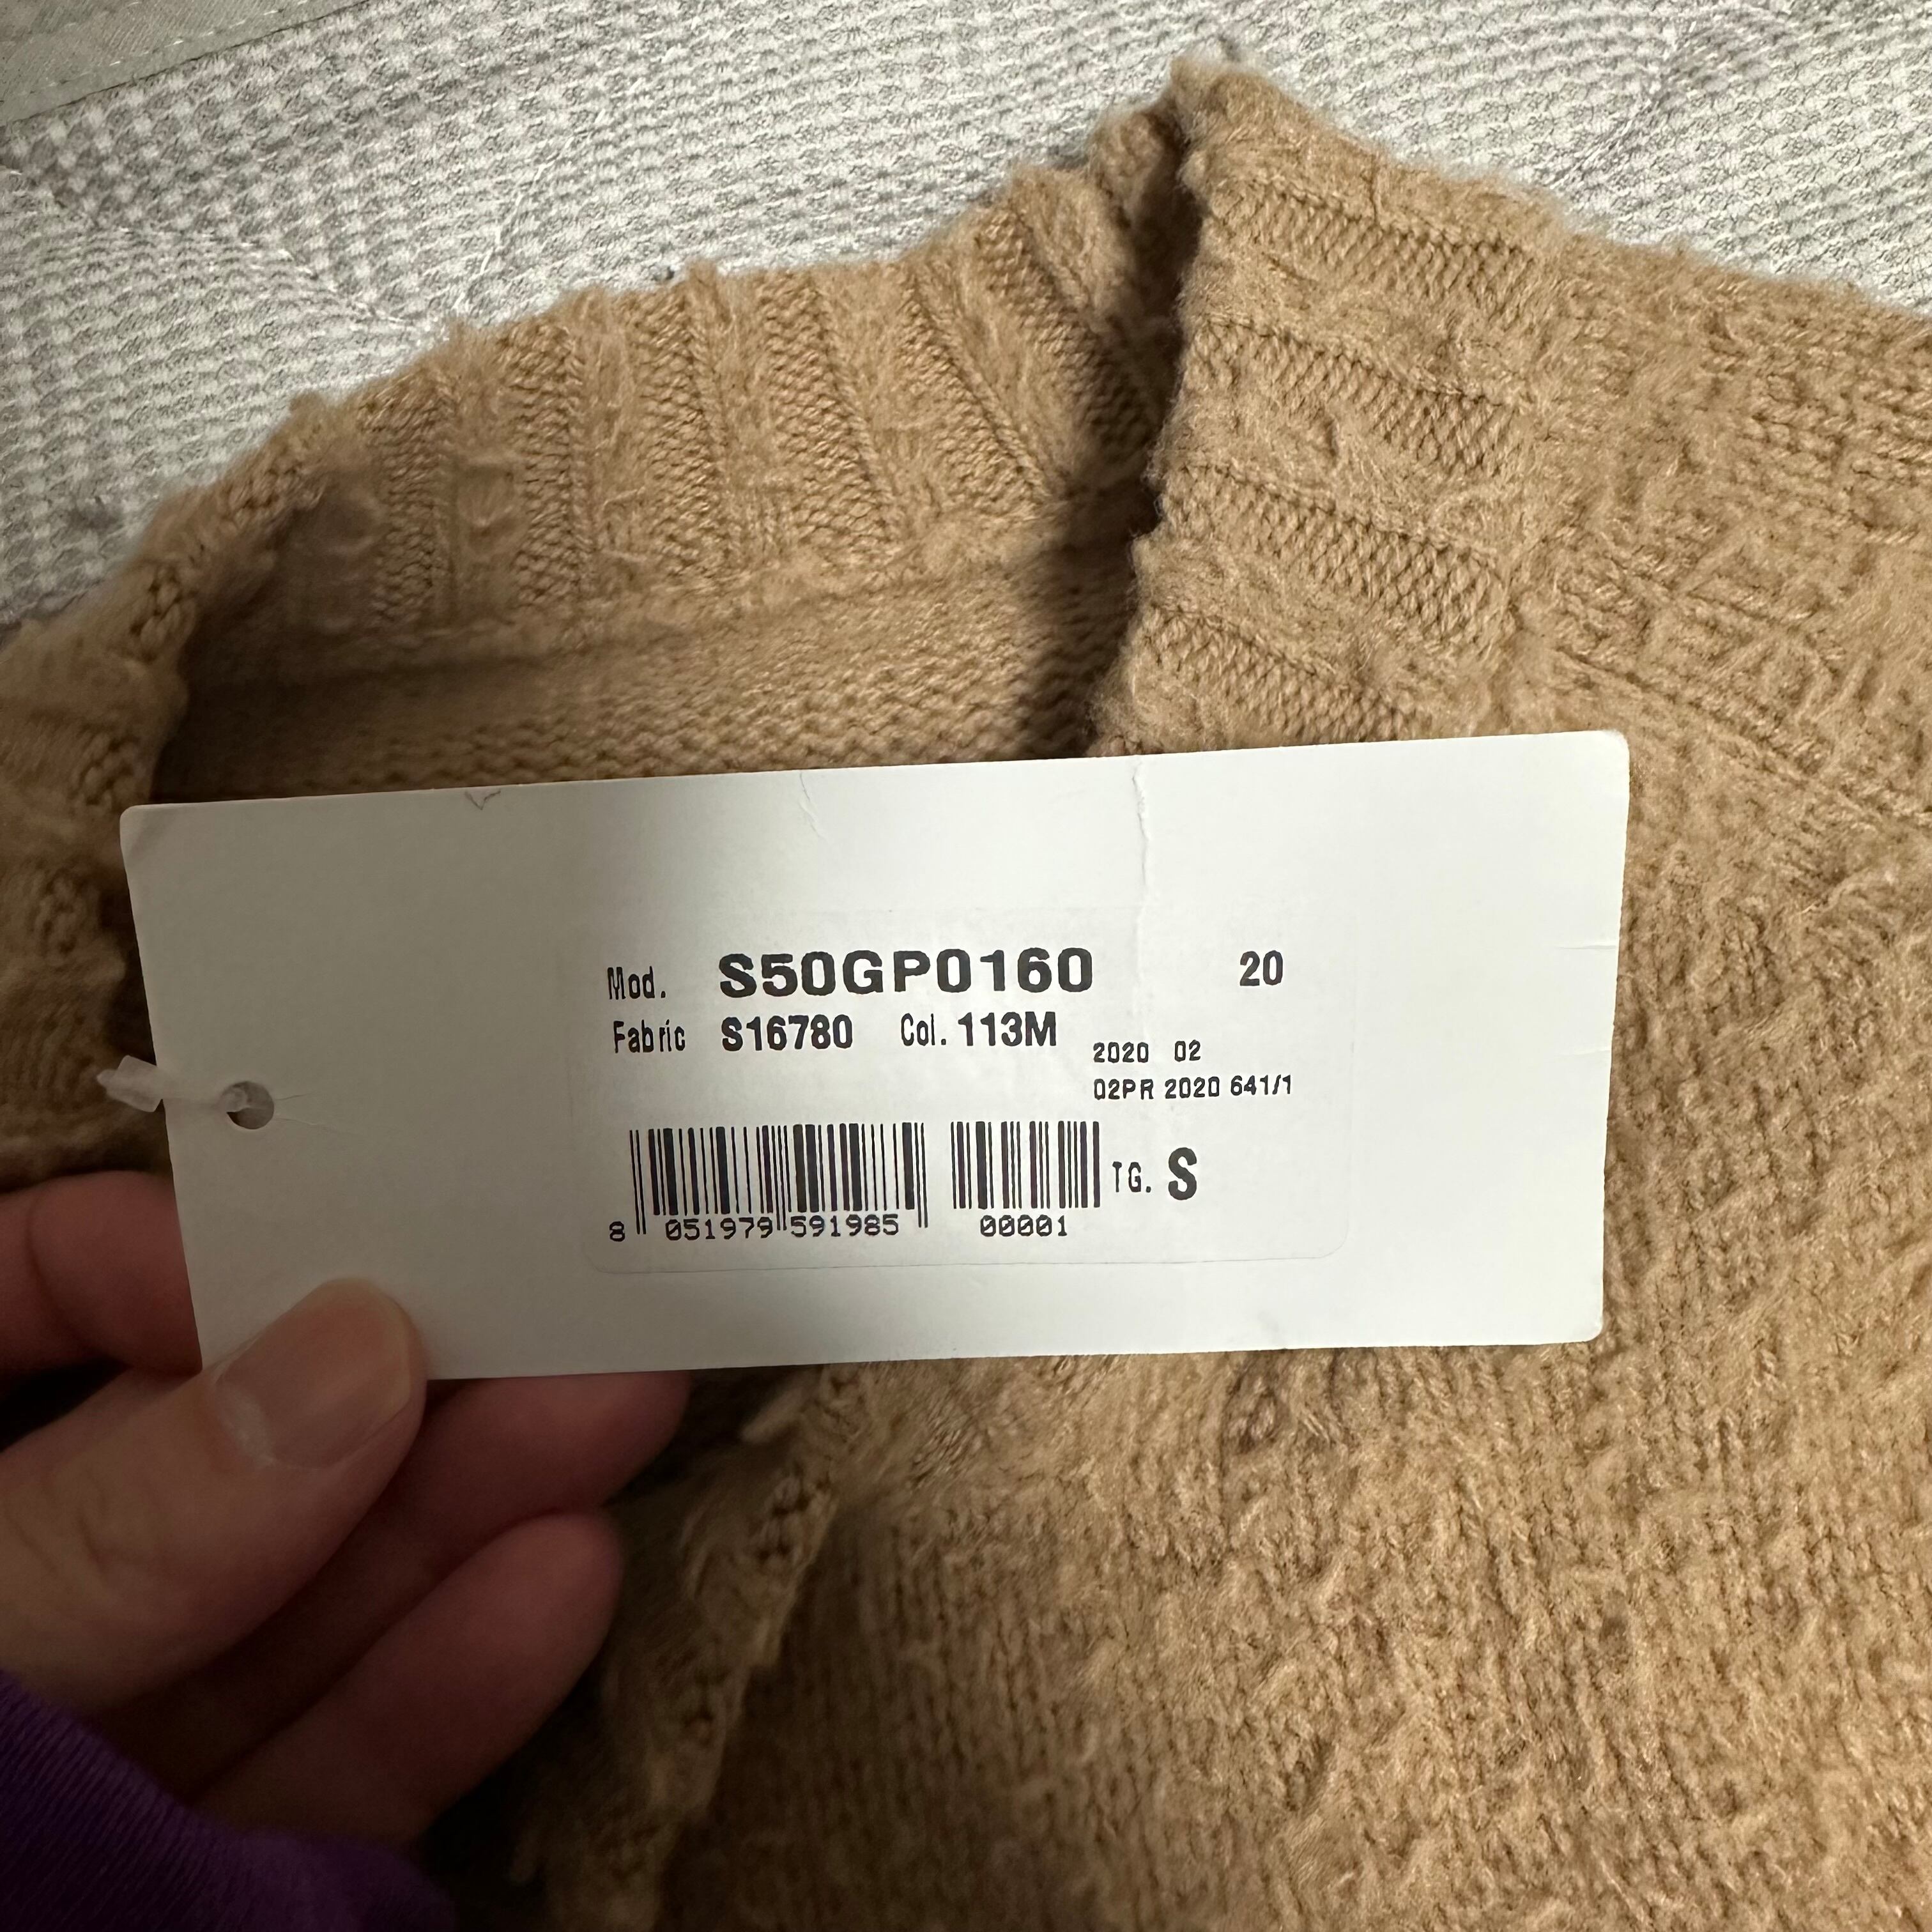 Mod. S50GP0160 20
Fabric S16780 Col. 113M
2020 02
02PR 2020 641/1
TG. S
8 051979 591985 00001